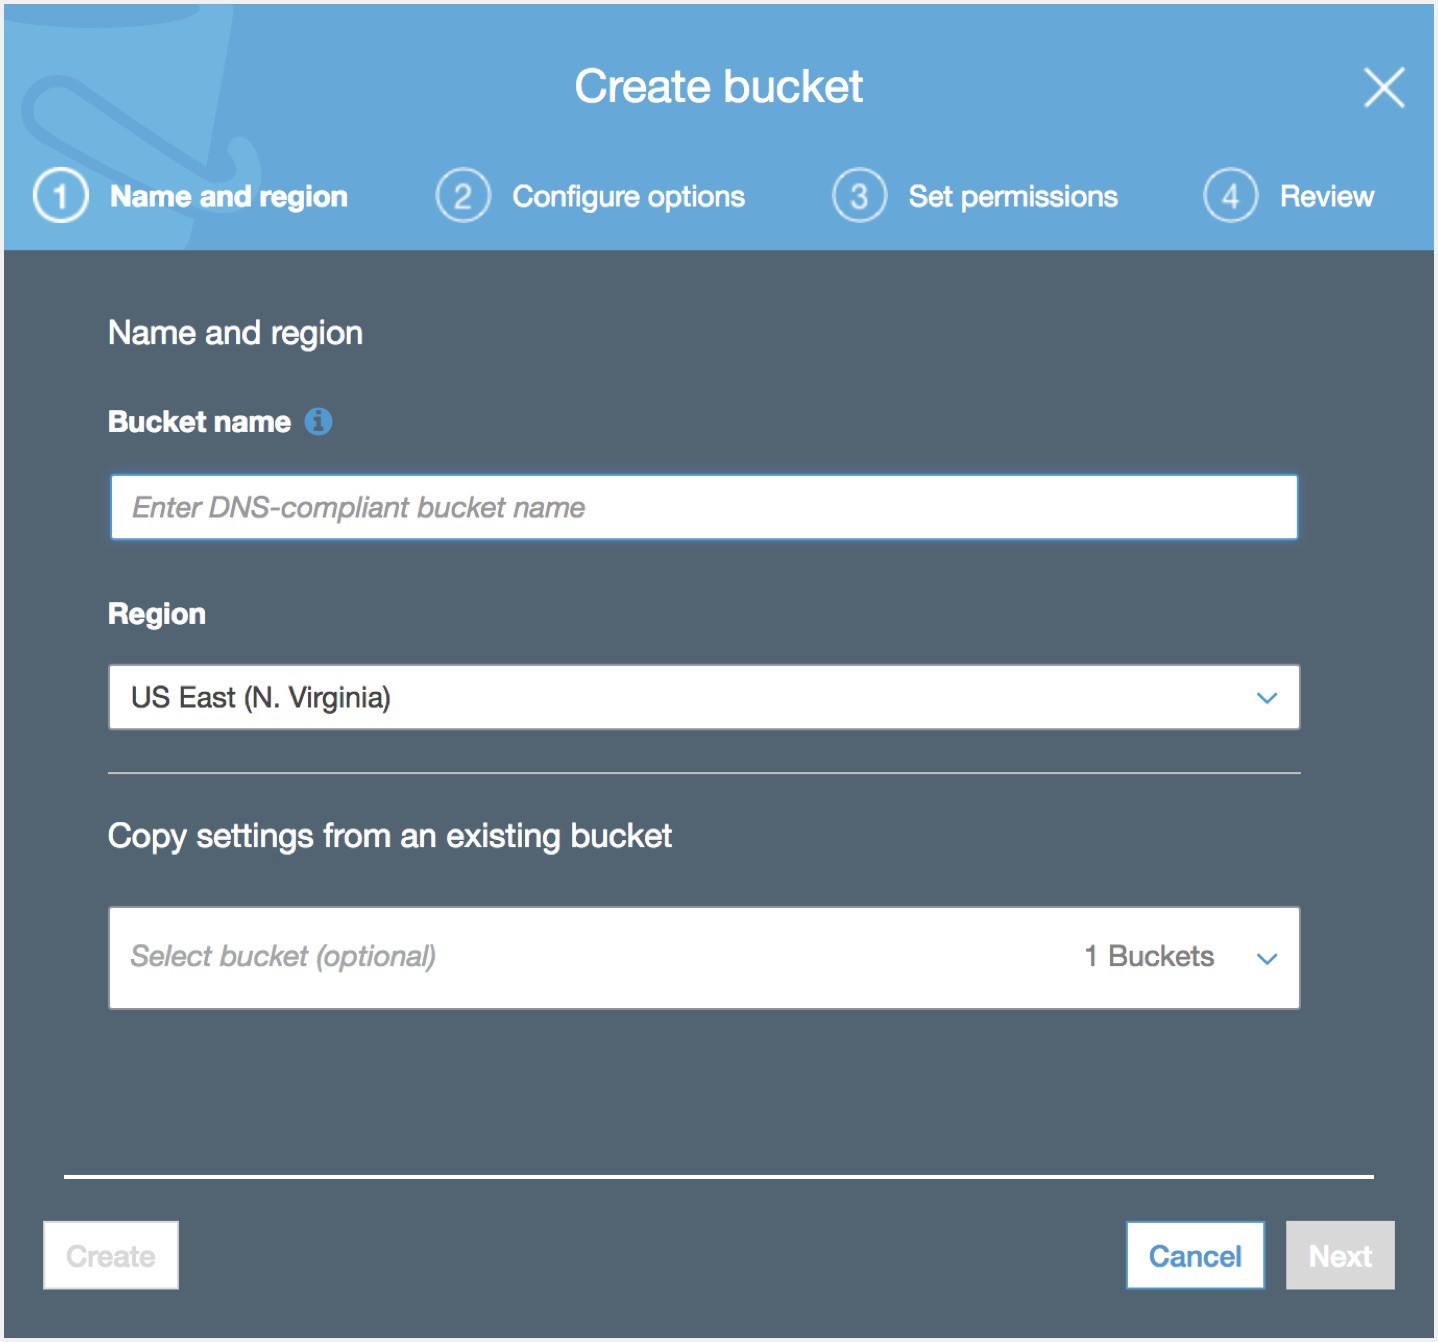 Create bucket
1 Name and region 2 Configure options 3 Set permissions 4 Review
Name and region
Bucket name i
Enter DNS-compliant bucket name
Region
US East (N. Virginia)
Copy settings from an existing bucket
Select bucket (optional) 1 Buckets
Create Cancel Next